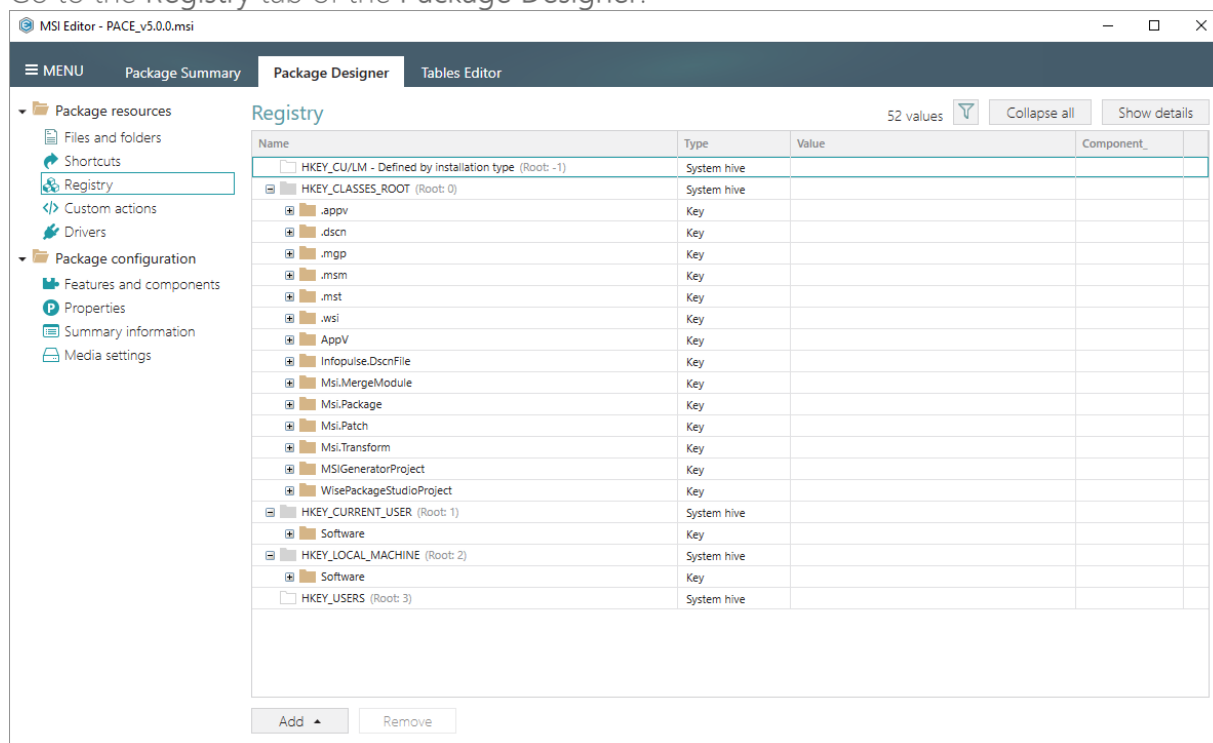 Go to the Registry tab of the Package Designer:
MSI Editor - PACE_v5.0.0.msi
MENU Package Summary Package Designer Tables Editor
Package resources
Files and folders
Shortcuts
Registry
Custom actions
Drivers
Package configuration
Features and components
Properties
Summary information
Media settings
Registry 52 values Collapse all Show details
Name Type Value Component_
HKEY_CU/LM - Defined by installation type (Root: -1) System hive
HKEY_CLASSES_ROOT (Root: 0) System hive
.appv Key
.dscn Key
.mgp Key
.msm Key
.mst Key
.wsi Key
AppV Key
Infopulse.DscnFile Key
Msi.MergeModule Key
Msi.Package Key
Msi.Patch Key
Msi.Transform Key
MSIGeneratorProject Key
WisePackageStudioProject Key
HKEY_CURRENT_USER (Root: 1) System hive
Software Key
HKEY_LOCAL_MACHINE (Root: 2) System hive
Software Key
HKEY_USERS (Root: 3) System hive
Add Remove